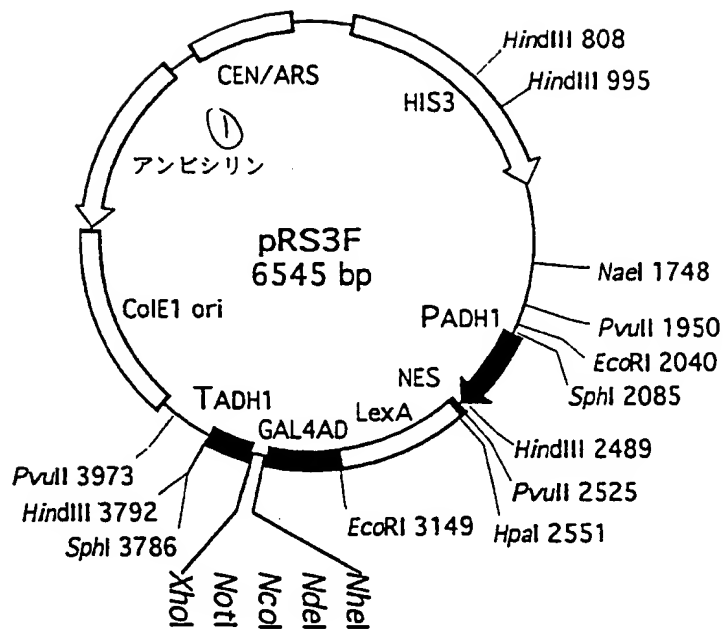 HindIII 808
CEN/ARS
HindIII 995
HIS3
①
アンピシリン
pRS3F
6545 bp
NaeI 1748
ColE1 ori
PADH1
PvuII 1950
EcoRI 2040
NES
SphI 2085
TADH1
LexA
GAL4AD
HindIII 2489
PvuII 3973
PvuII 2525
HindIII 3792
EcoRI 3149
HpaI 2551
SphI 3786
XhoI
NotI
NcoI
NdeI
NheI